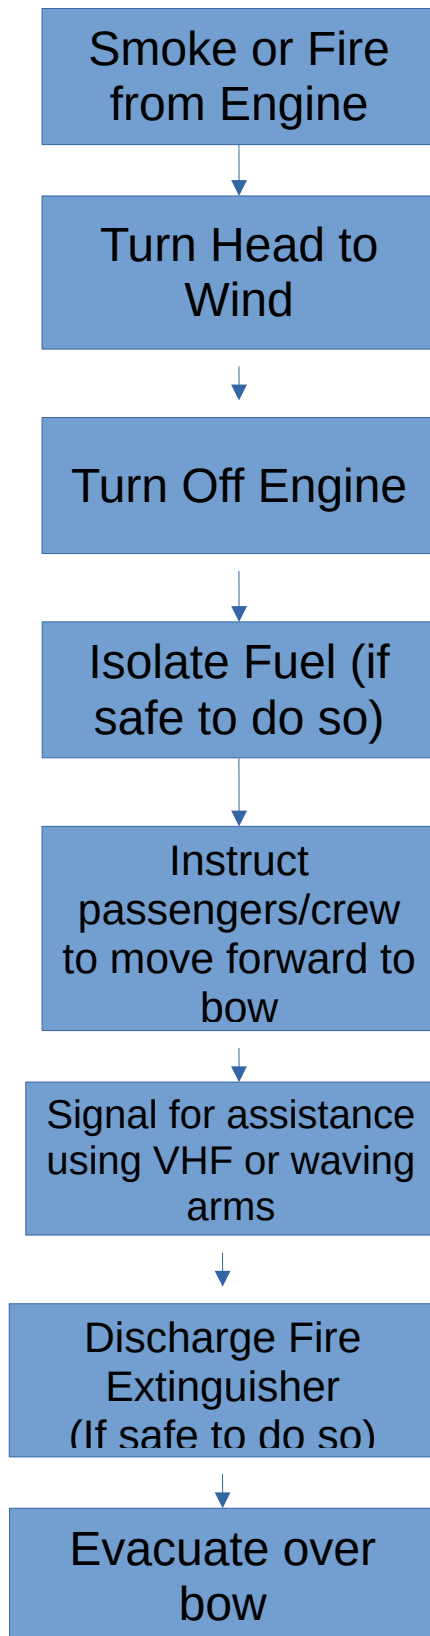 Smoke or Fire
from Engine
Turn Head to
Wind
Turn Off Engine
Isolate Fuel (if
safe to do so)
Instruct
passengers/crew
to move forward to
bow
Signal for assistance
using VHF or waving
arms
Discharge Fire
Extinguisher
(If safe to do so)
Evacuate over
bow